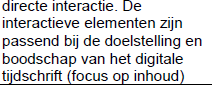 directe interactie. De
interactieve elementen zijn
passend bij de doelstelling en
boodschap van het digitale
tijdschrift (focus op inhoud)